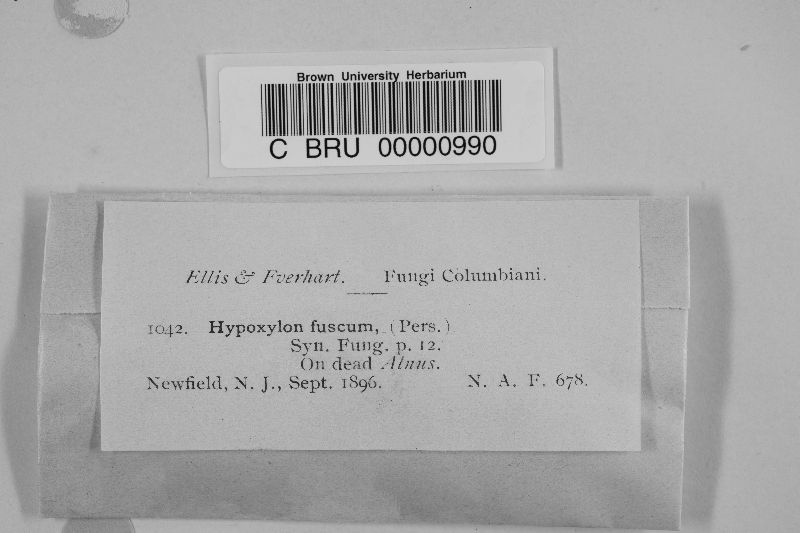 Brown University Herbarium
C BRU 00000990
Ellis & Everhart. Fungi Columbiani.
1042. Hypoxylon fuscum, (Pers.)
Syn. Fung. p. 12.
On dead Alnus.
Newfield, N. J., Sept. 1896. N. A. F. 678.